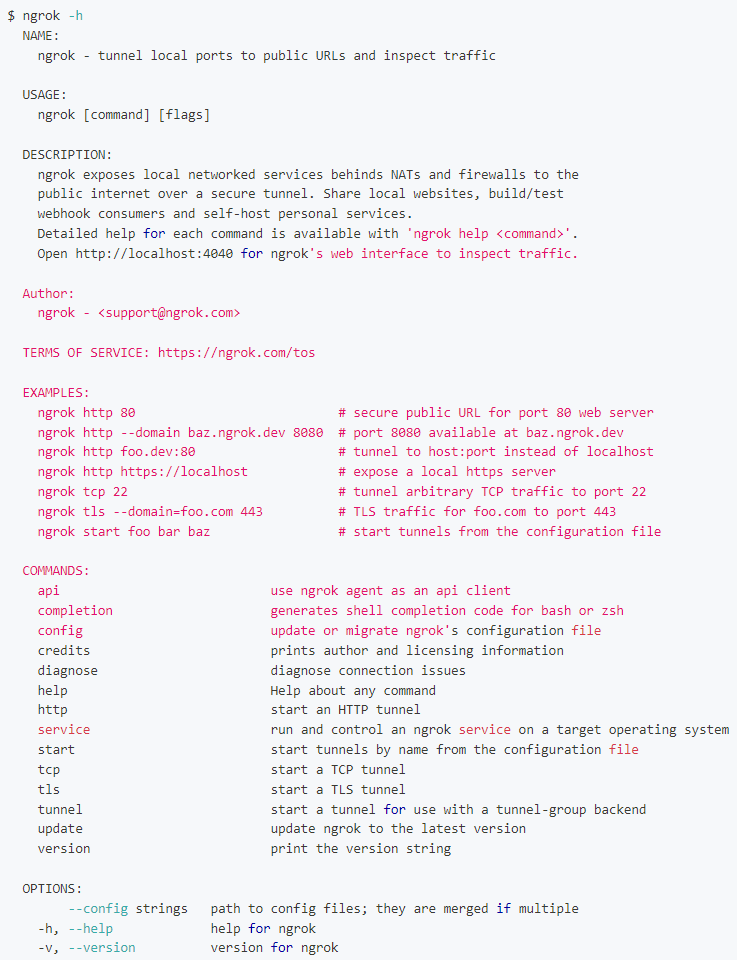 $ ngrok -h
NAME:
ngrok - tunnel local ports to public URLs and inspect traffic
USAGE:
ngrok [command] [flags]
DESCRIPTION:
ngrok exposes local networked services behinds NATs and firewalls to the
public internet over a secure tunnel. Share local websites, build/test
webhook consumers and self-host personal services.
Detailed help for each command is available with 'ngrok help <command>'.
Open http://localhost:4040 for ngrok's web interface to inspect traffic.
Author:
ngrok - <support@ngrok.com>
TERMS OF SERVICE: https://ngrok.com/tos
EXAMPLES:
ngrok http 80 # secure public URL for port 80 web server
ngrok http --domain baz.ngrok.dev 8080 # port 8080 available at baz.ngrok.dev
ngrok http foo.dev:80 # tunnel to host:port instead of localhost
ngrok http https://localhost # expose a local https server
ngrok tcp 22 # tunnel arbitrary TCP traffic to port 22
ngrok tls --domain=foo.com 443 # TLS traffic for foo.com to port 443
ngrok start foo bar baz # start tunnels from the configuration file
COMMANDS:
api use ngrok agent as an api client
completion generates shell completion code for bash or zsh
config update or migrate ngrok's configuration file
credits prints author and licensing information
diagnose diagnose connection issues
help Help about any command
http start an HTTP tunnel
service run and control an ngrok service on a target operating system
start start tunnels by name from the configuration file
tcp start a TCP tunnel
tls start a TLS tunnel
tunnel start a tunnel for use with a tunnel-group backend
update update ngrok to the latest version
version print the version string
OPTIONS:
--config strings path to config files; they are merged if multiple
-h, --help help for ngrok
-v, --version version for ngrok